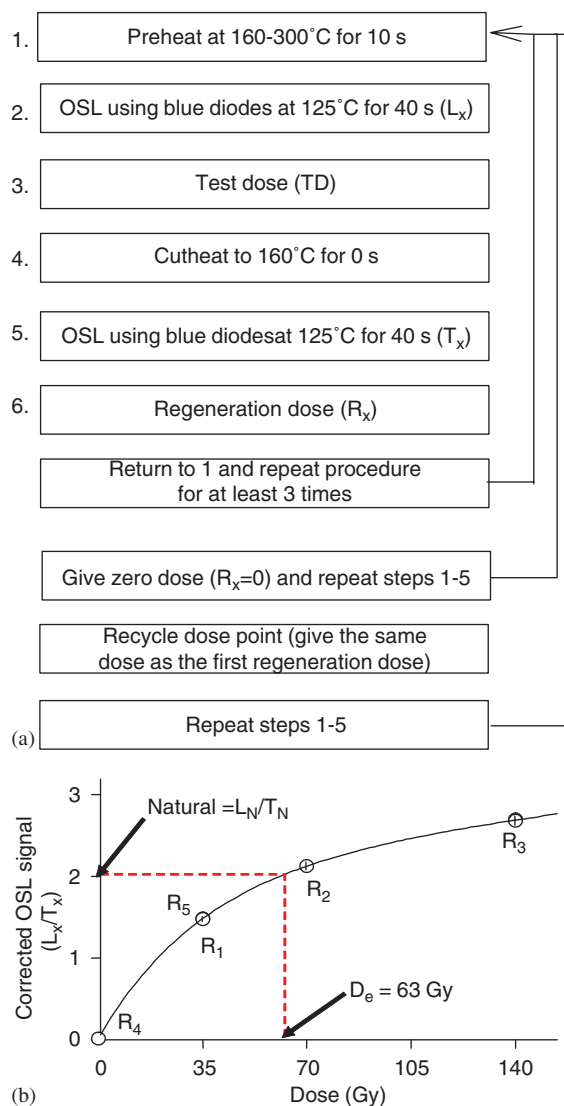 1. Preheat at 160-300°C for 10 s
2. OSL using blue diodes at 125°C for 40 s (Lx)
3. Test dose (TD)
4. Cutheat to 160°C for 0 s
5. OSL using blue diodesat 125°C for 40 s (Tx)
6. Regeneration dose (Rx)
Return to 1 and repeat procedure
for at least 3 times
Give zero dose (Rx=0) and repeat steps 1-5
Recycle dose point (give the same
dose as the first regeneration dose)
Repeat steps 1-5
(a)
3
Natural =LN/TN
2
R3
R2
R5
R1
1
De = 63 Gy
R4
0
Corrected OSL signal
(Lx/Tx)
0 35 70 105 140
Dose (Gy)
(b)